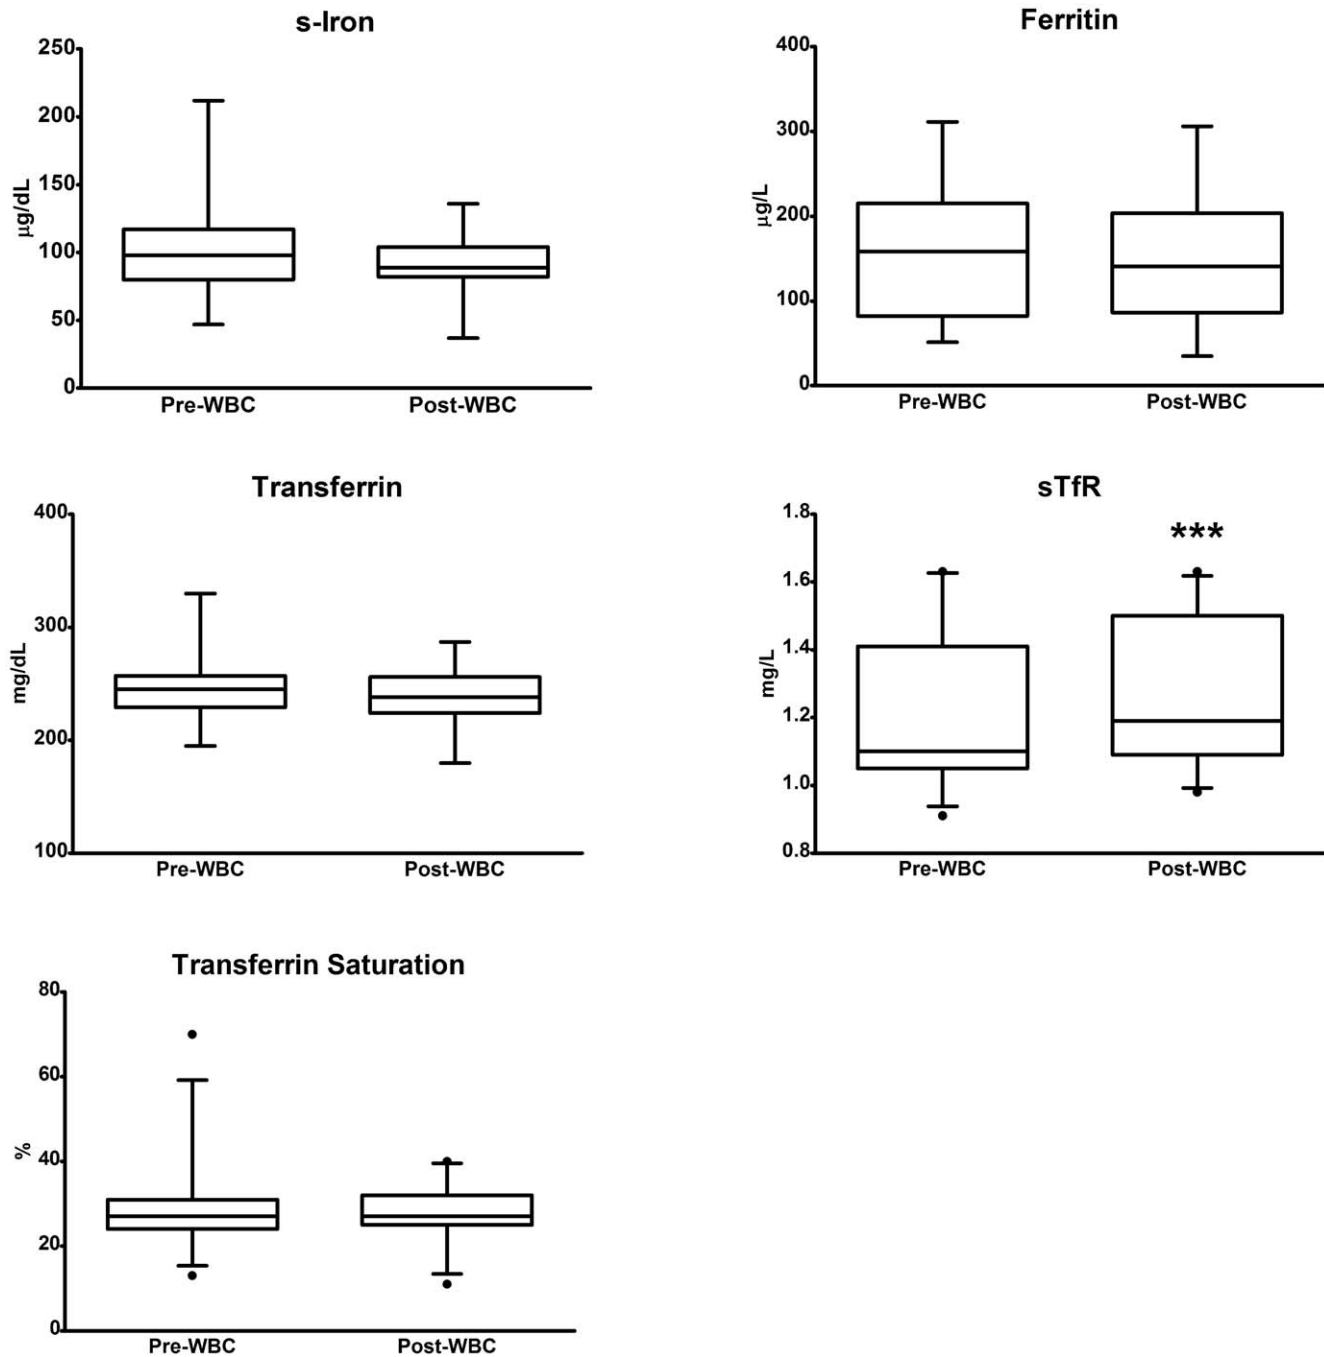 s-Iron
250
200
150
100
50
0
µg/dL
Pre-WBC Post-WBC
Ferritin
400
300
200
100
0
µg/L
Pre-WBC Post-WBC
Transferrin
400
300
200
100
mg/dL
Pre-WBC Post-WBC
sTfR
***
1.8
1.6
1.4
1.2
1.0
0.8
mg/L
Pre-WBC Post-WBC
Transferrin Saturation
80
60
40
20
0
%
Pre-WBC Post-WBC